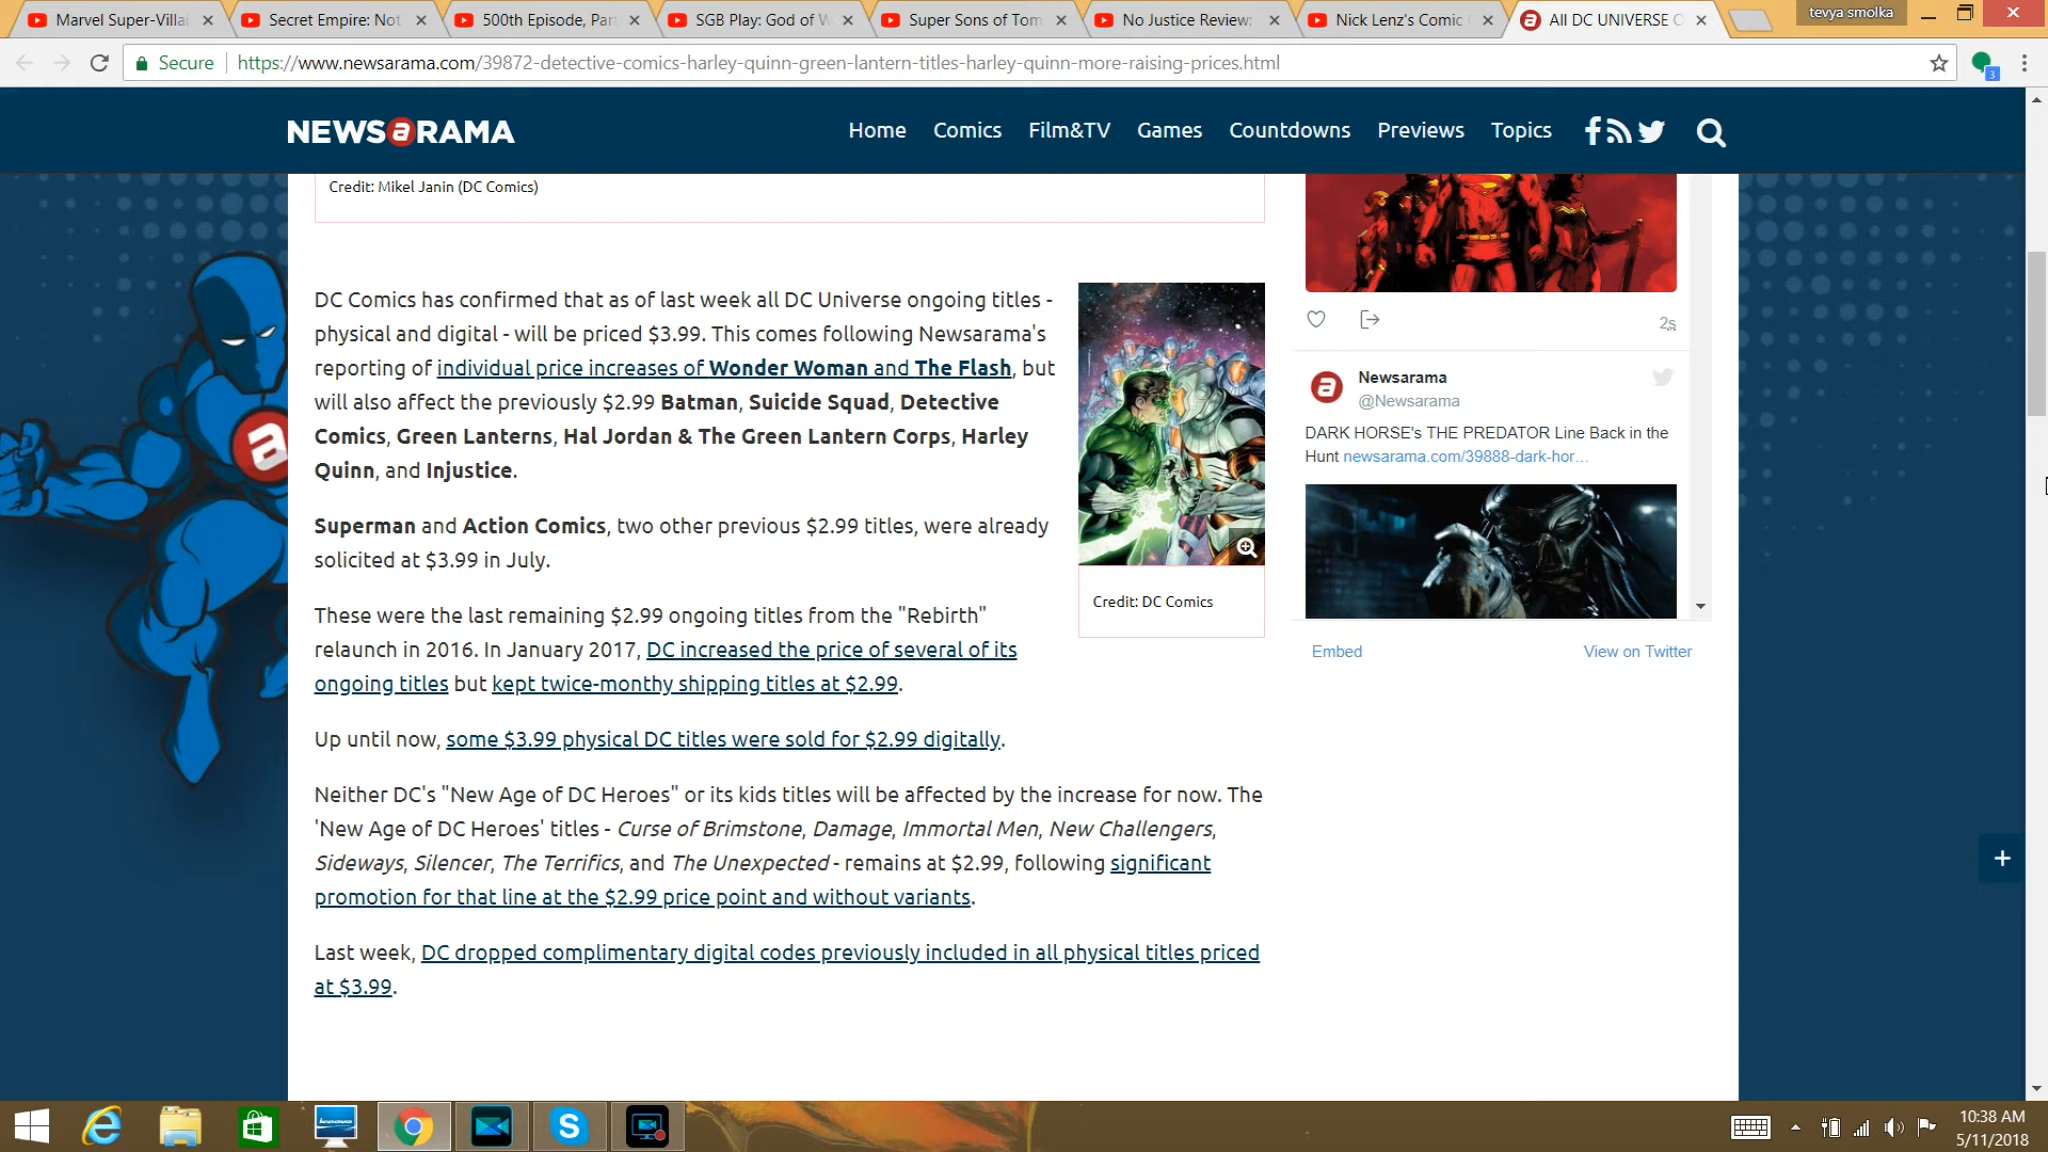 Marvel Super-Villai
Secret Empire: Not
500th Episode, Part
SGB Play: God of W
Super Sons of Tom
No Justice Review:
Nick Lenz's Comic
All DC UNIVERSE O
tevya smolka
Secure
https://www.newsarama.com/39872-detective-comics-harley-quinn-green-lantern-titles-harley-quinn-more-raising-prices.html
3
NEWSaRAMA
Home
Comics
Film&TV
Games
Countdowns
Previews
Topics
Credit: Mikel Janin (DC Comics)
DC Comics has confirmed that as of last week all DC Universe ongoing titles -
physical and digital - will be priced $3.99. This comes following Newsarama's
reporting of individual price increases of Wonder Woman and The Flash, but
will also affect the previously $2.99 Batman, Suicide Squad, Detective
Comics, Green Lanterns, Hal Jordan & The Green Lantern Corps, Harley
Quinn, and Injustice.
Superman and Action Comics, two other previous $2.99 titles, were already
solicited at $3.99 in July.
These were the last remaining $2.99 ongoing titles from the "Rebirth"
relaunch in 2016. In January 2017, DC increased the price of several of its
ongoing titles but kept twice-monthy shipping titles at $2.99.
Up until now, some $3.99 physical DC titles were sold for $2.99 digitally.
Neither DC's "New Age of DC Heroes" or its kids titles will be affected by the increase for now. The
'New Age of DC Heroes' titles - Curse of Brimstone, Damage, Immortal Men, New Challengers,
Sideways, Silencer, The Terrifics, and The Unexpected - remains at $2.99, following significant
promotion for that line at the $2.99 price point and without variants.
Last week, DC dropped complimentary digital codes previously included in all physical titles priced
at $3.99.
Credit: DC Comics
2s
Newsarama
@Newsarama
DARK HORSE's THE PREDATOR Line Back in the
Hunt newsarama.com/39888-dark-hor…
Embed
View on Twitter
a
+
lenovo
10:38 AM
5/11/2018